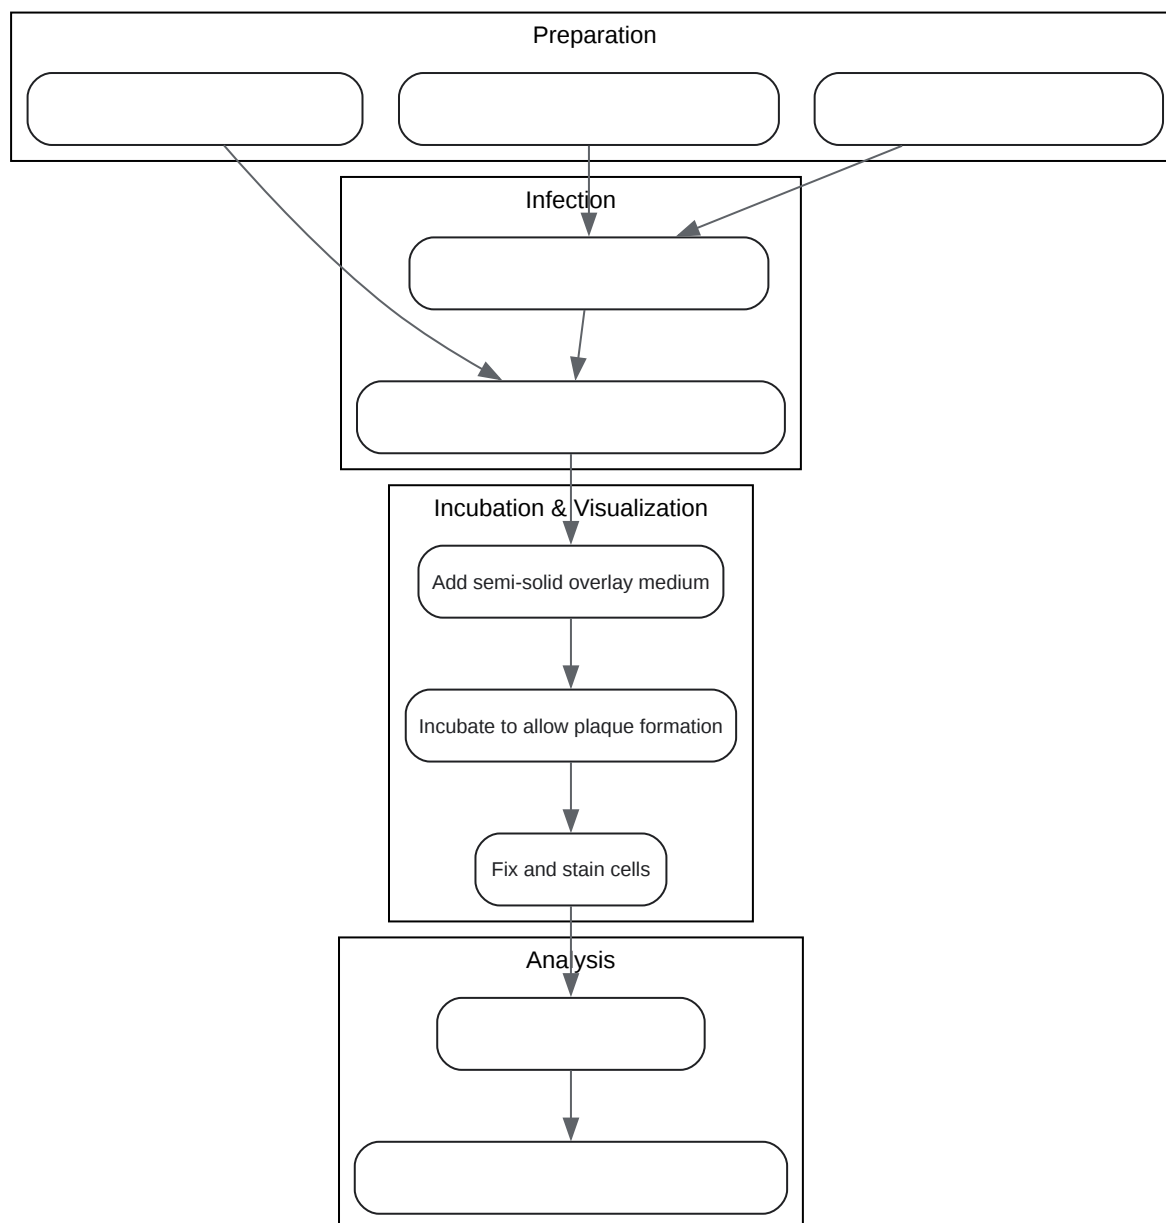 Preparation
Infection
Incubation & Visualization
Add semi-solid overlay medium
Incubate to allow plaque formation
Fix and stain cells
Analysis